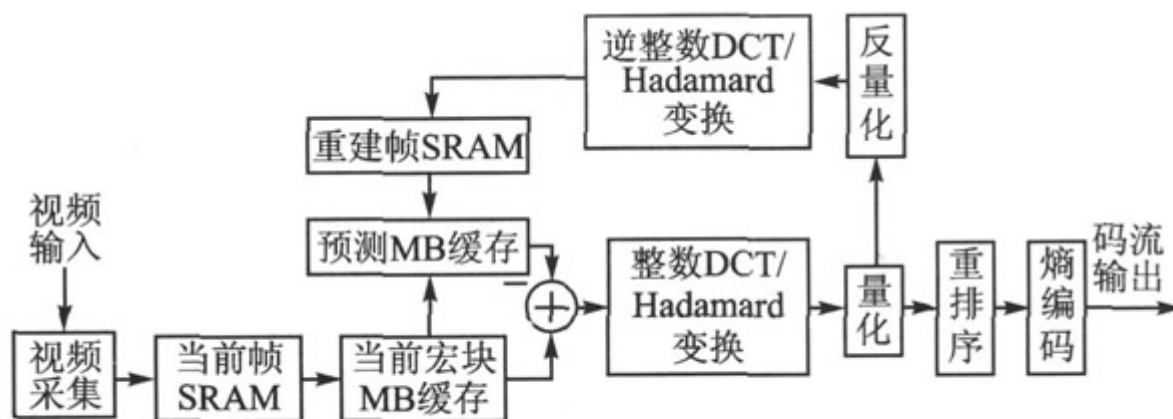 逆整数DCT/
Hadamard
变换
反量化
重建帧SRAM
视频
输入
预测MB缓存
−
整数DCT/
Hadamard
变换
量化
重排序
熵编码
码流
输出
视频
采集
当前帧
SRAM
当前宏块
MB缓存